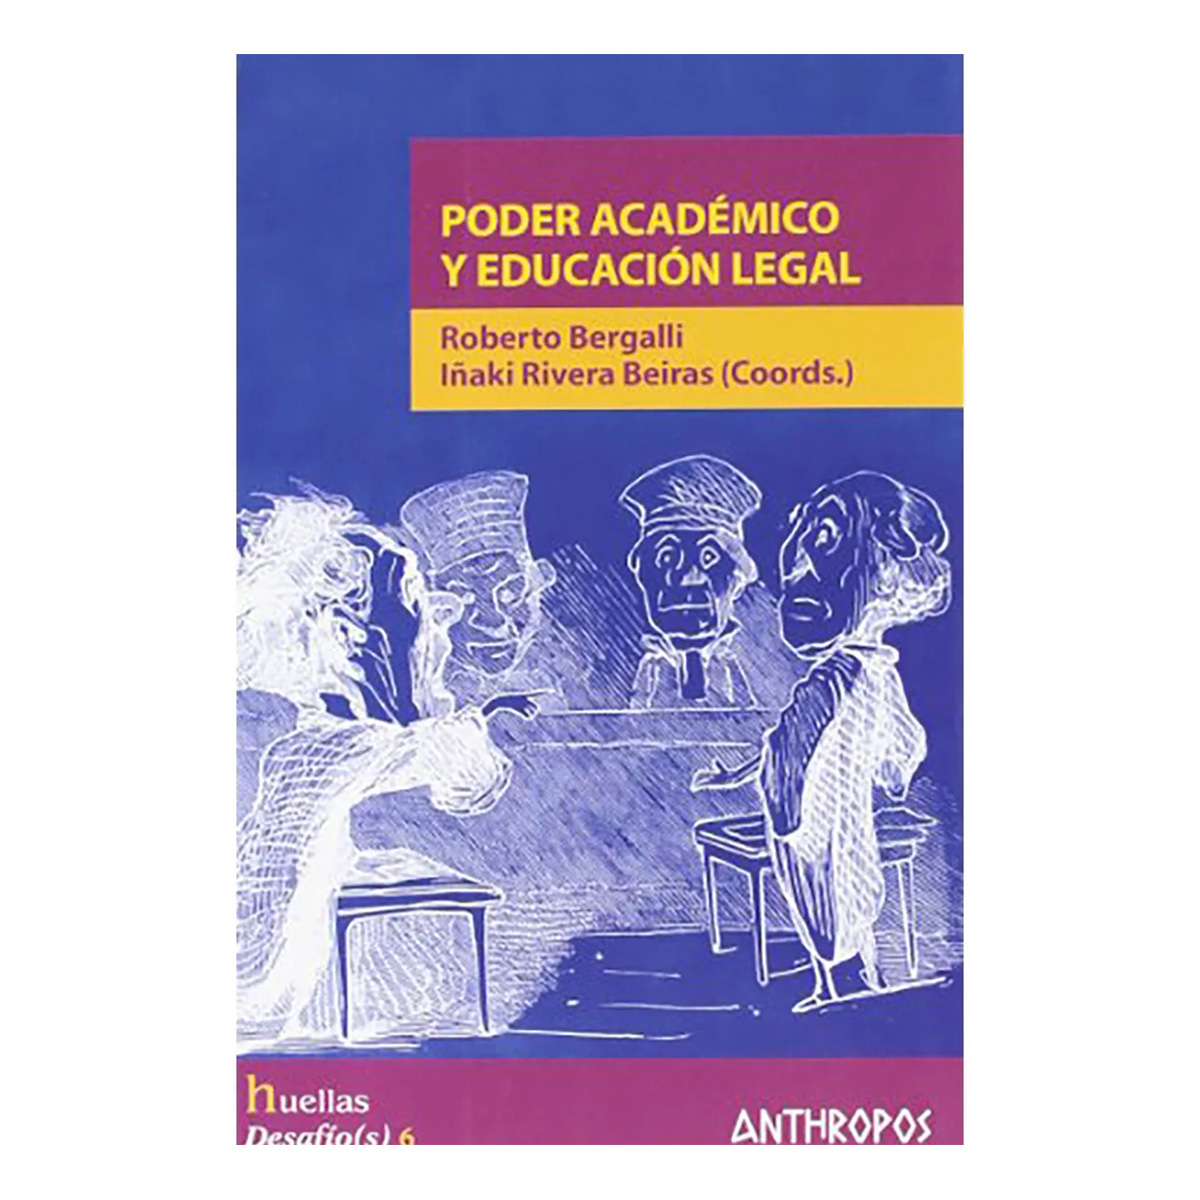 PODER ACADÉMICO
Y EDUCACIÓN LEGAL
Roberto Bergalli
Iñaki Rivera Beiras (Coords.)
huellas
Desafío(s) 6
ANTHROPOS